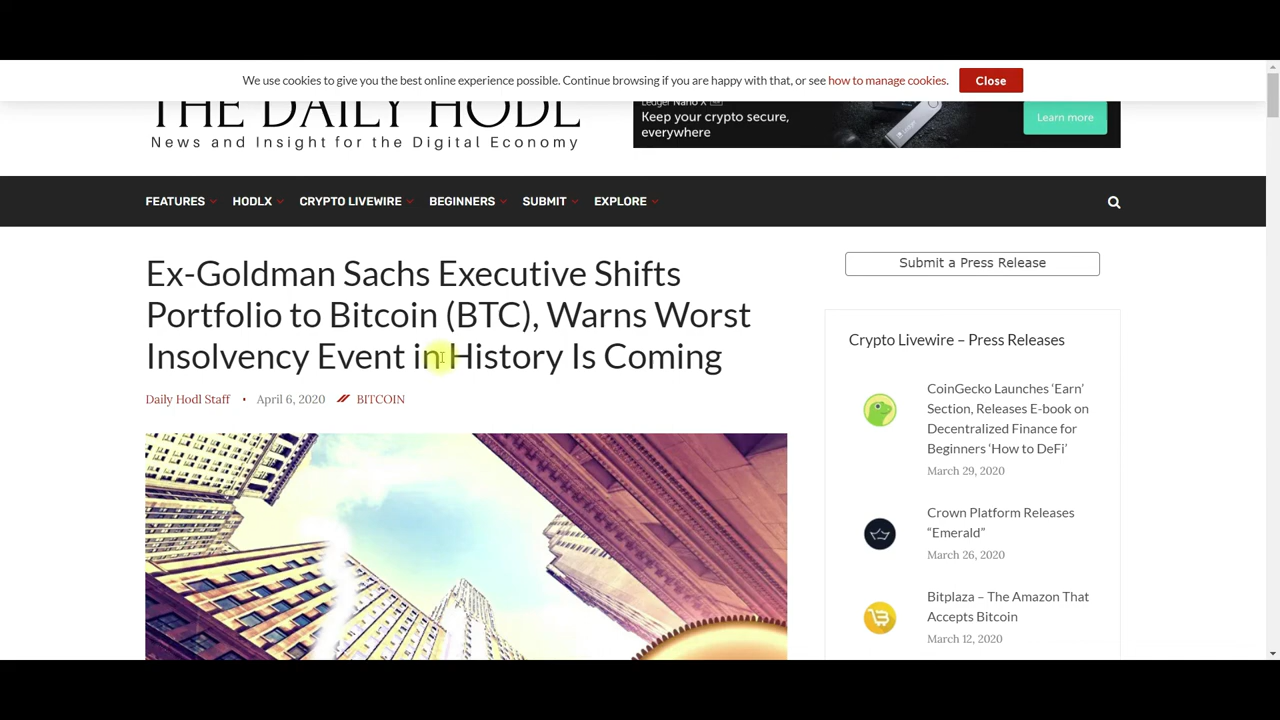 We use cookies to give you the best online experience possible. Continue browsing if you are happy with that, or see how to manage cookies.
Close
THE DAILY HODL
News and Insight for the Digital Economy
Ledger Nano X
Keep your crypto secure,
everywhere
Learn more
FEATURES
HODLX
CRYPTO LIVEWIRE
BEGINNERS
SUBMIT
EXPLORE
Ex-Goldman Sachs Executive Shifts
Portfolio to Bitcoin (BTC), Warns Worst
Insolvency Event in History Is Coming
Daily Hodl Staff • April 6, 2020 BITCOIN
Submit a Press Release
Crypto Livewire – Press Releases
CoinGecko Launches ‘Earn’
Section, Releases E-book on
Decentralized Finance for
Beginners ‘How to DeFi’
March 29, 2020
Crown Platform Releases
“Emerald”
March 26, 2020
Bitplaza – The Amazon That
Accepts Bitcoin
March 12, 2020